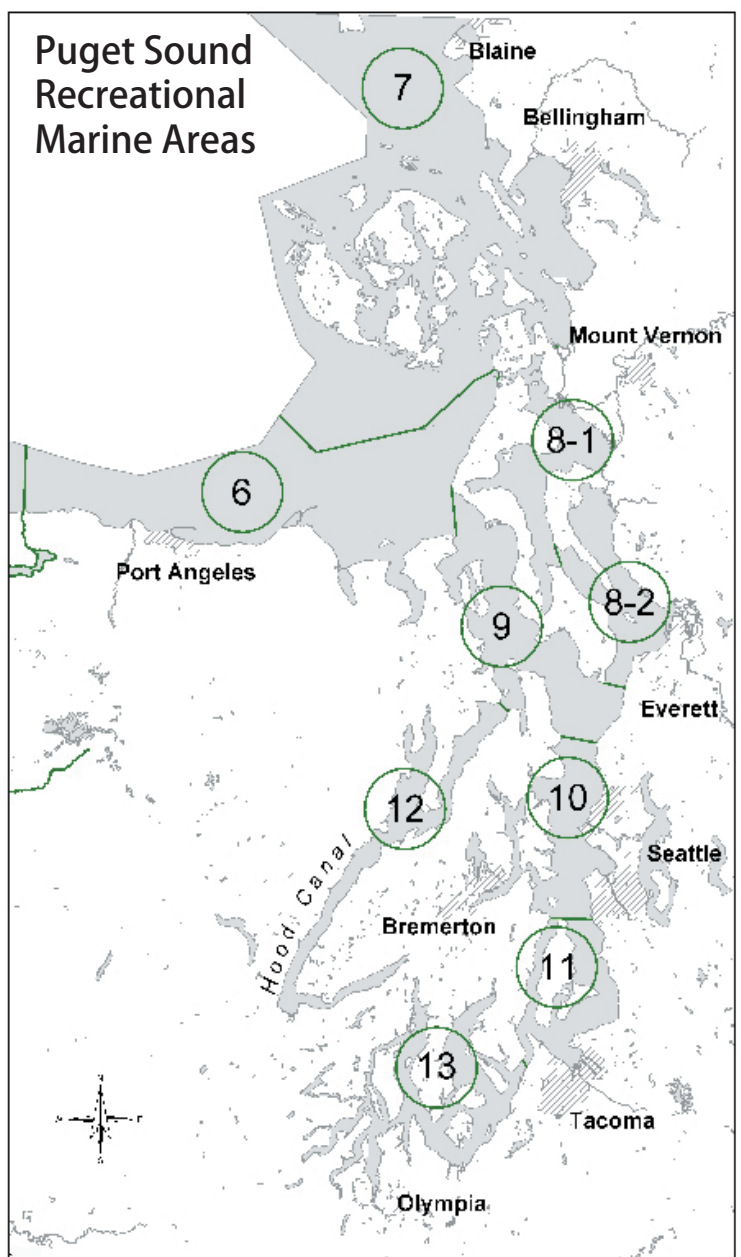 Puget Sound
Recreational
Marine Areas
Blaine
7
Bellingham
Mount Vernon
8-1
6
Port Angeles
8-2
9
Everett
10
12
Seattle
Hood Canal
Bremerton
11
13
Tacoma
Olympia